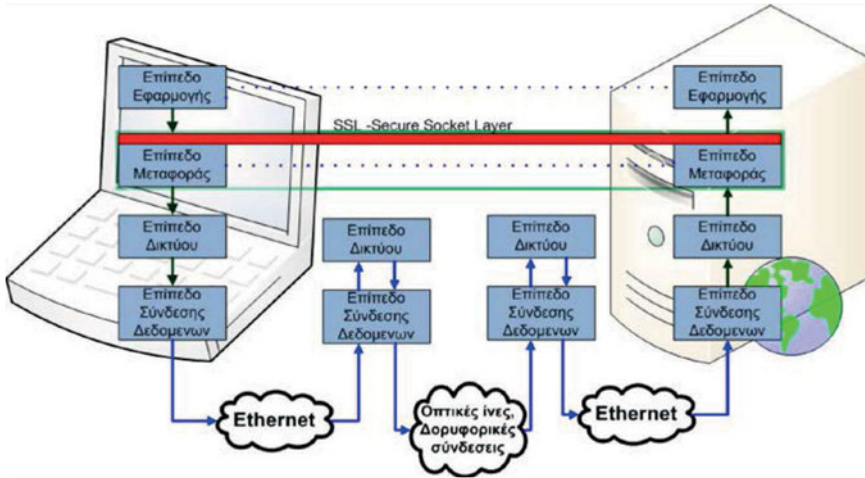 Επίπεδο
Εφαρμογής
Επίπεδο
Εφαρμογής
SSL -Secure Socket Layer
Επίπεδο
Μεταφοράς
Επίπεδο
Μεταφοράς
Επίπεδο
Δικτύου
Επίπεδο
Δικτύου
Επίπεδο
Δικτύου
Επίπεδο
Δικτύου
Επίπεδο
Σύνδεσης
Δεδομενων
Επίπεδο
Σύνδεσης
Δεδομενων
Επίπεδο
Σύνδεσης
Δεδομενων
Επίπεδο
Σύνδεσης
Δεδομενων
Ethernet
Οπτικές ίνες,
Δορυφορικές
σύνδεσεις
Ethernet